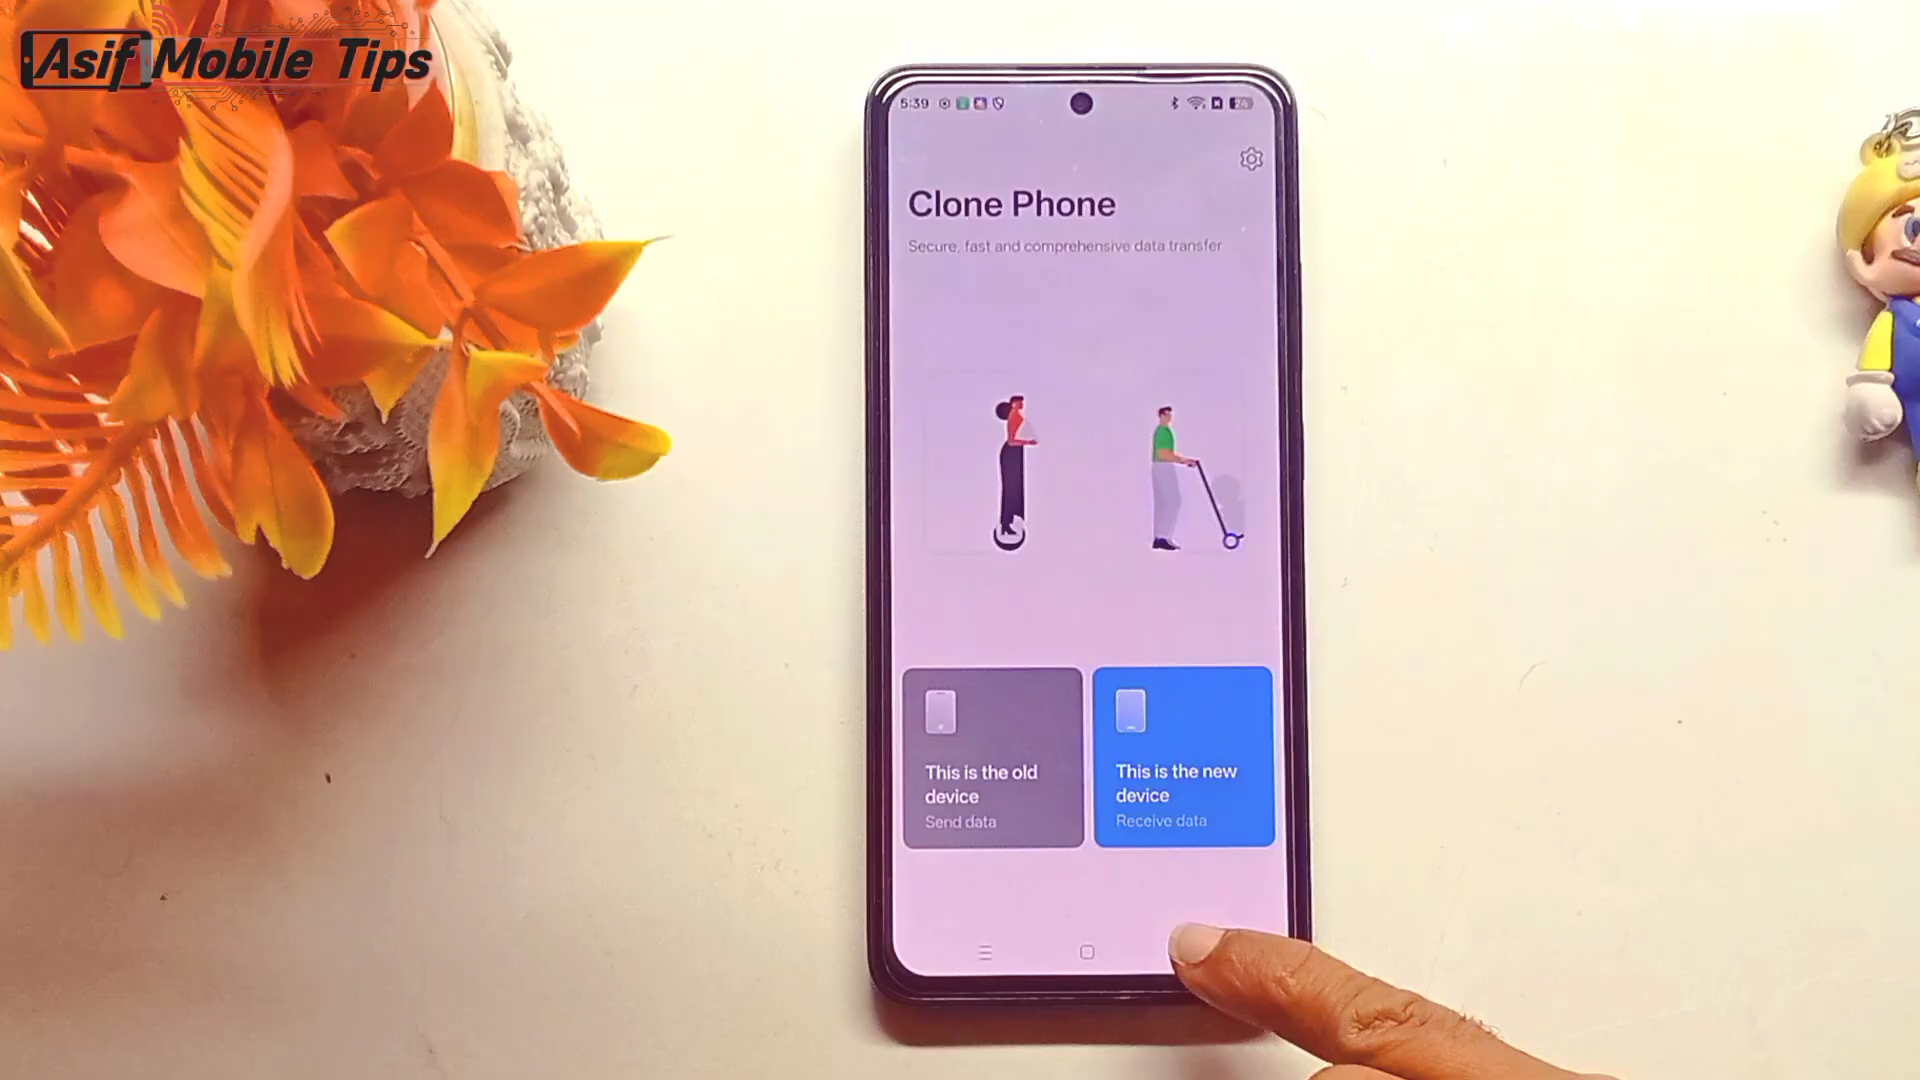 Asif Mobile Tips
5:39
Clone Phone
Secure, fast and comprehensive data transfer
This is the old
device
Send data
This is the new
device
Receive data